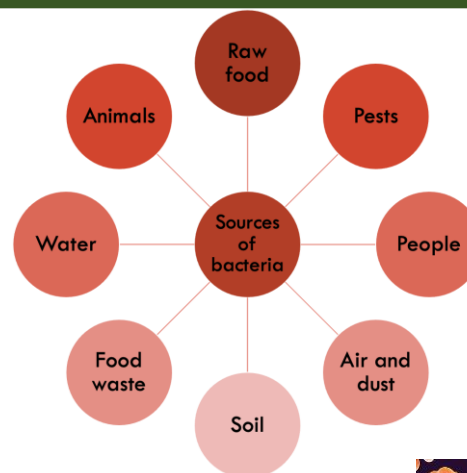 Raw
food
Animals
Pests
Sources
of
bacteria
Water
People
Food
waste
Air and
dust
Soil